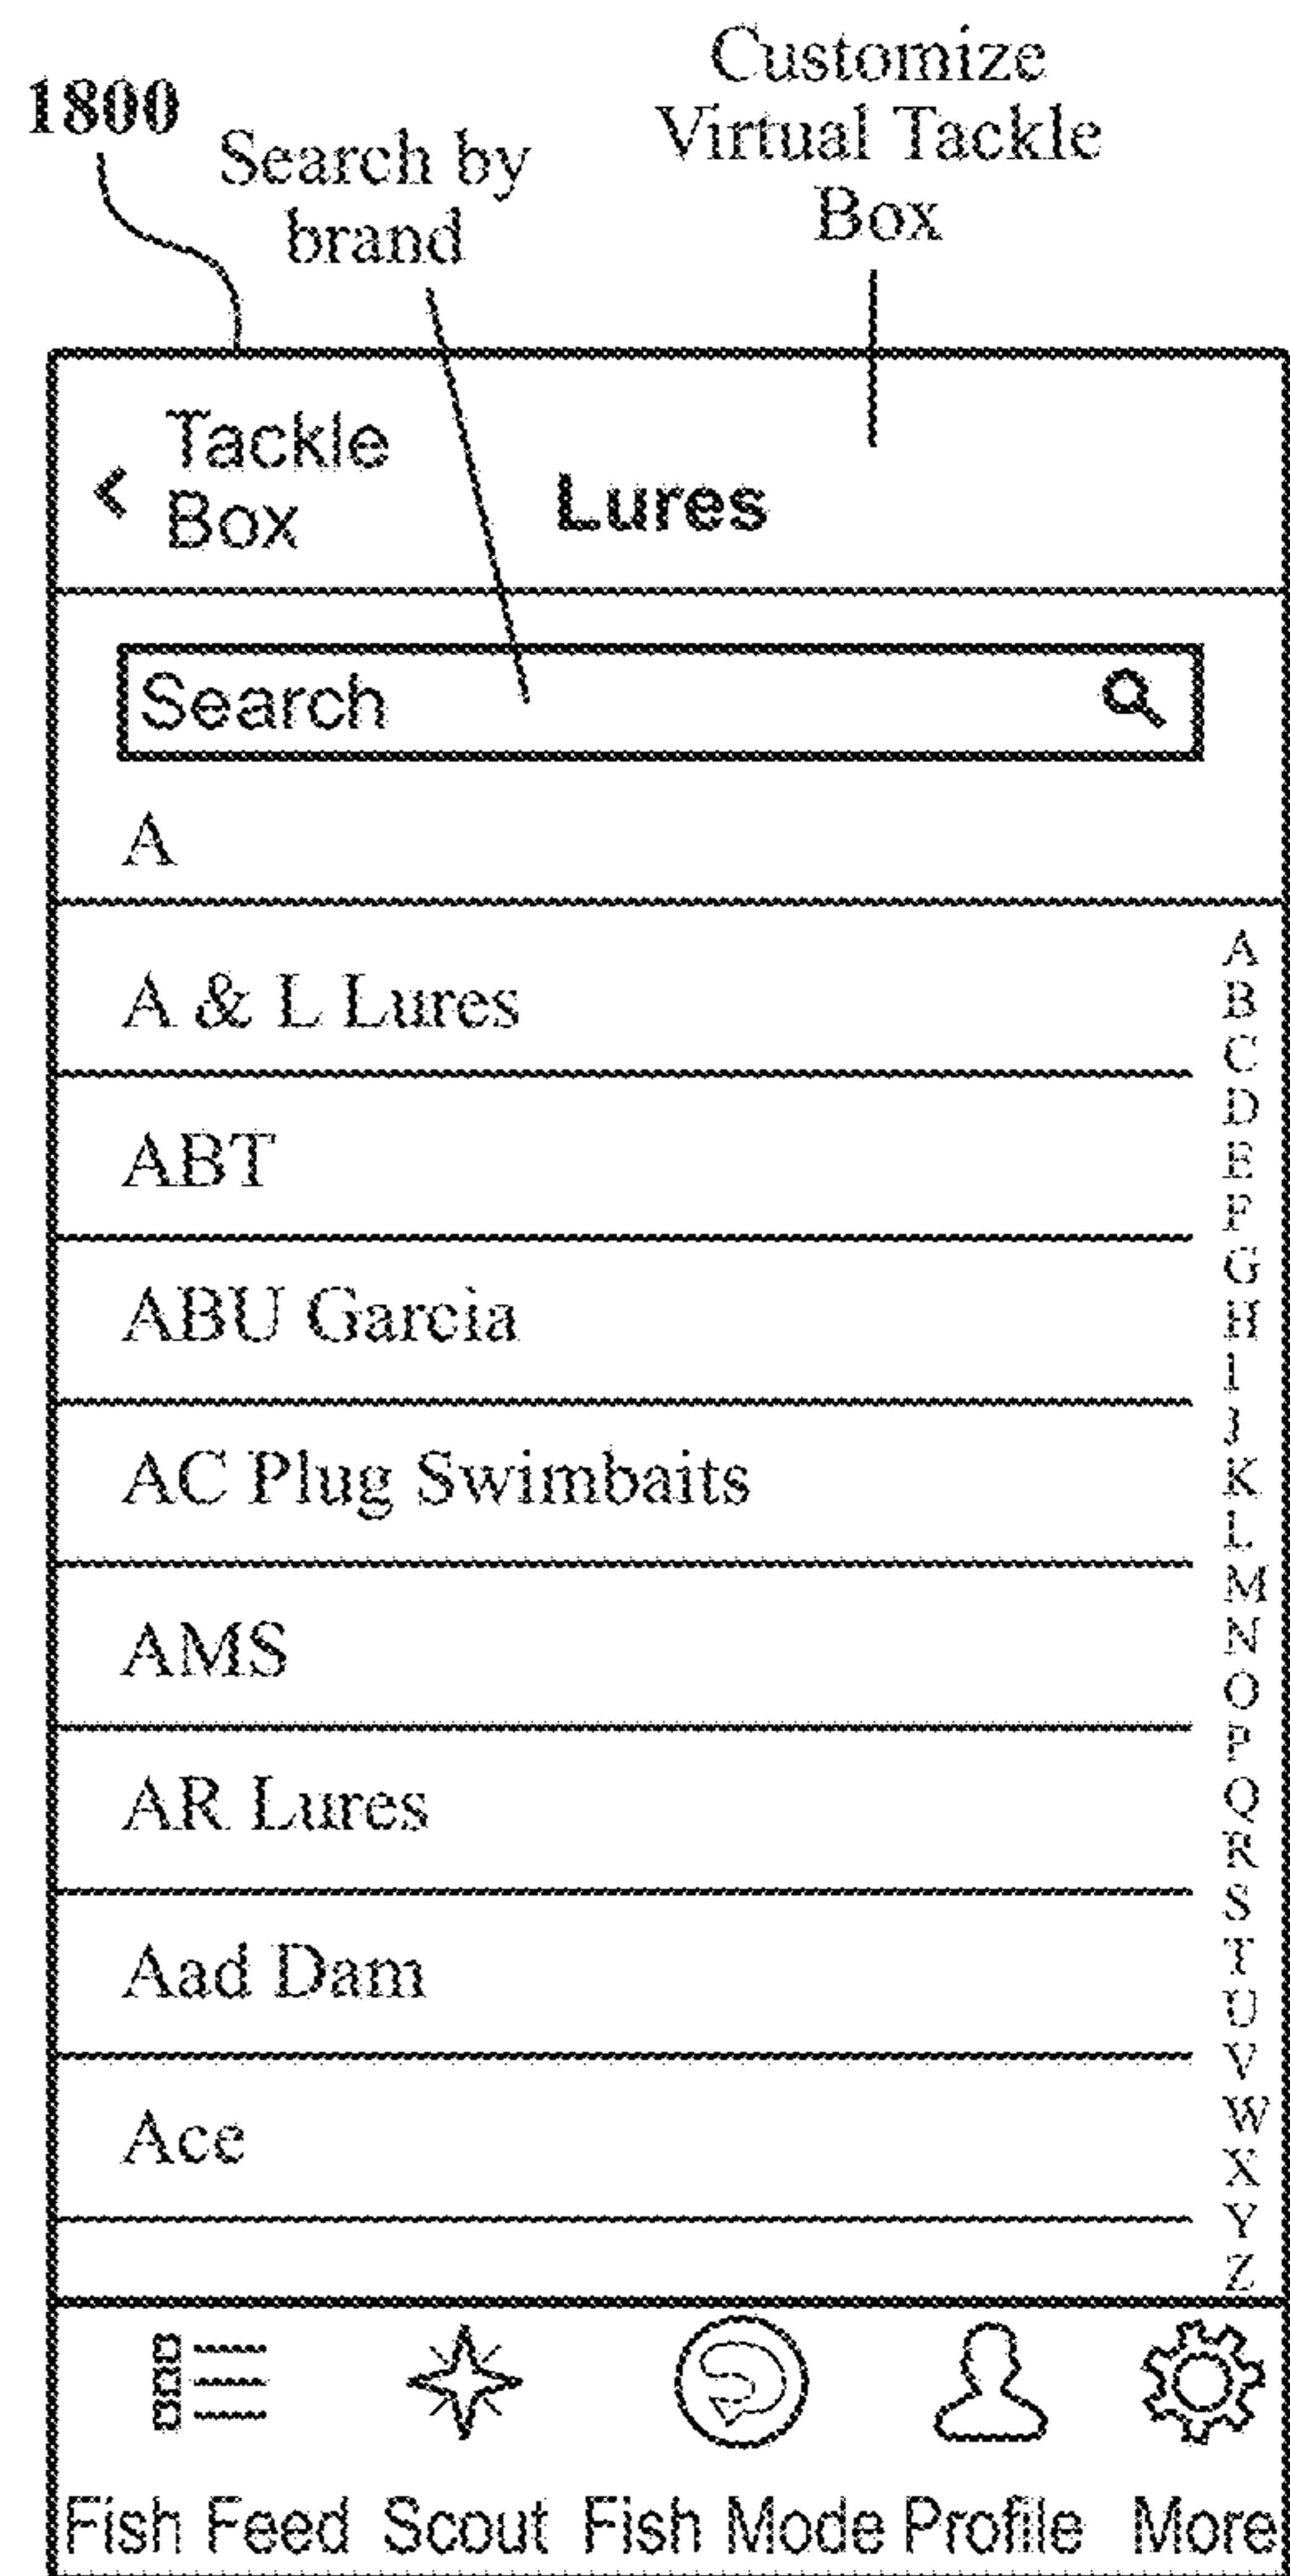 Customize
Virtual Tackle
Box
1800
Search by
brand
Tackle
Box
Lures
Search
A
A & L Lures
ABT
ABU Garcia
AC Plug Swimbaits
AMS
AR Lures
Aad Dam
Ace
A
B
C
D
E
F
G
H
I
J
K
L
M
N
O
P
Q
R
S
T
U
V
W
X
Y
Z
Fish Feed Scout Fish Mode Profile More